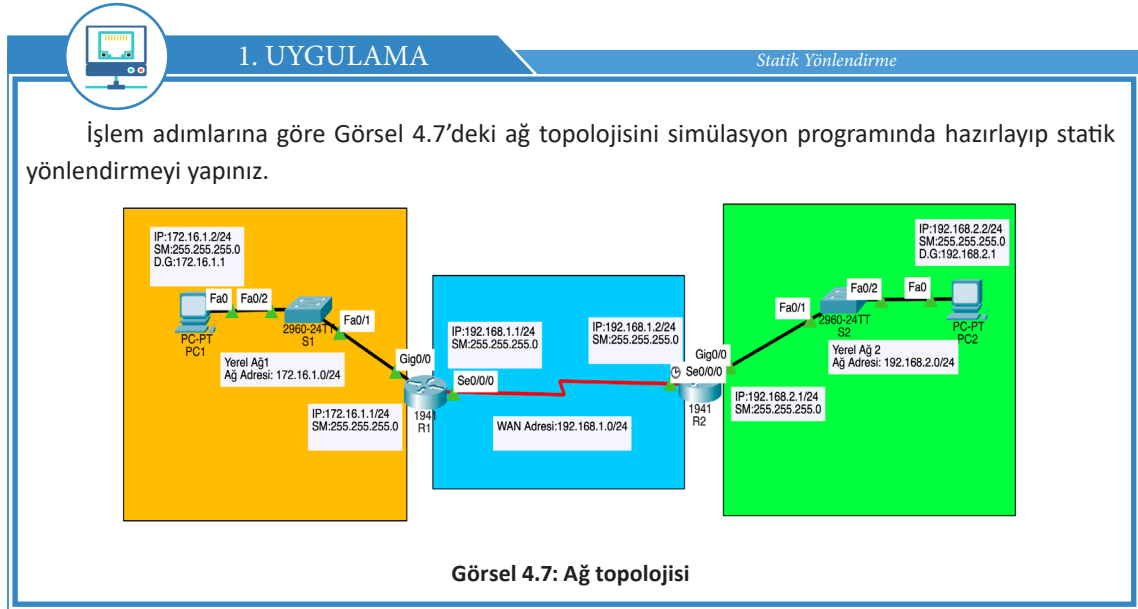 1. UYGULAMA
Statik Yönlendirme
İşlem adımlarına göre Görsel 4.7’deki ağ topolojisini simülasyon programında hazırlayıp statik
yönlendirmeyi yapınız.
IP:172.16.1.2/24
SM:255.255.255.0
D.G:172.16.1.1
Fa0
Fa0/2
PC-PT
PC1
2960-24TT
S1
Fa0/1
Yerel Ağ1
Ağ Adresi: 172.16.1.0/24
Gig0/0
IP:172.16.1.1/24
SM:255.255.255.0
1941
R1
Se0/0/0
IP:192.168.1.1/24
SM:255.255.255.0
WAN Adresi:192.168.1.0/24
IP:192.168.1.2/24
SM:255.255.255.0
Gig0/0
Se0/0/0
1941
R2
IP:192.168.2.1/24
SM:255.255.255.0
Fa0/1
2960-24TT
S2
Fa0/2
Fa0
Yerel Ağ 2
Ağ Adresi: 192.168.2.0/24
IP:192.168.2.2/24
SM:255.255.255.0
D.G:192.168.2.1
PC-PT
PC2
Görsel 4.7: Ağ topolojisi